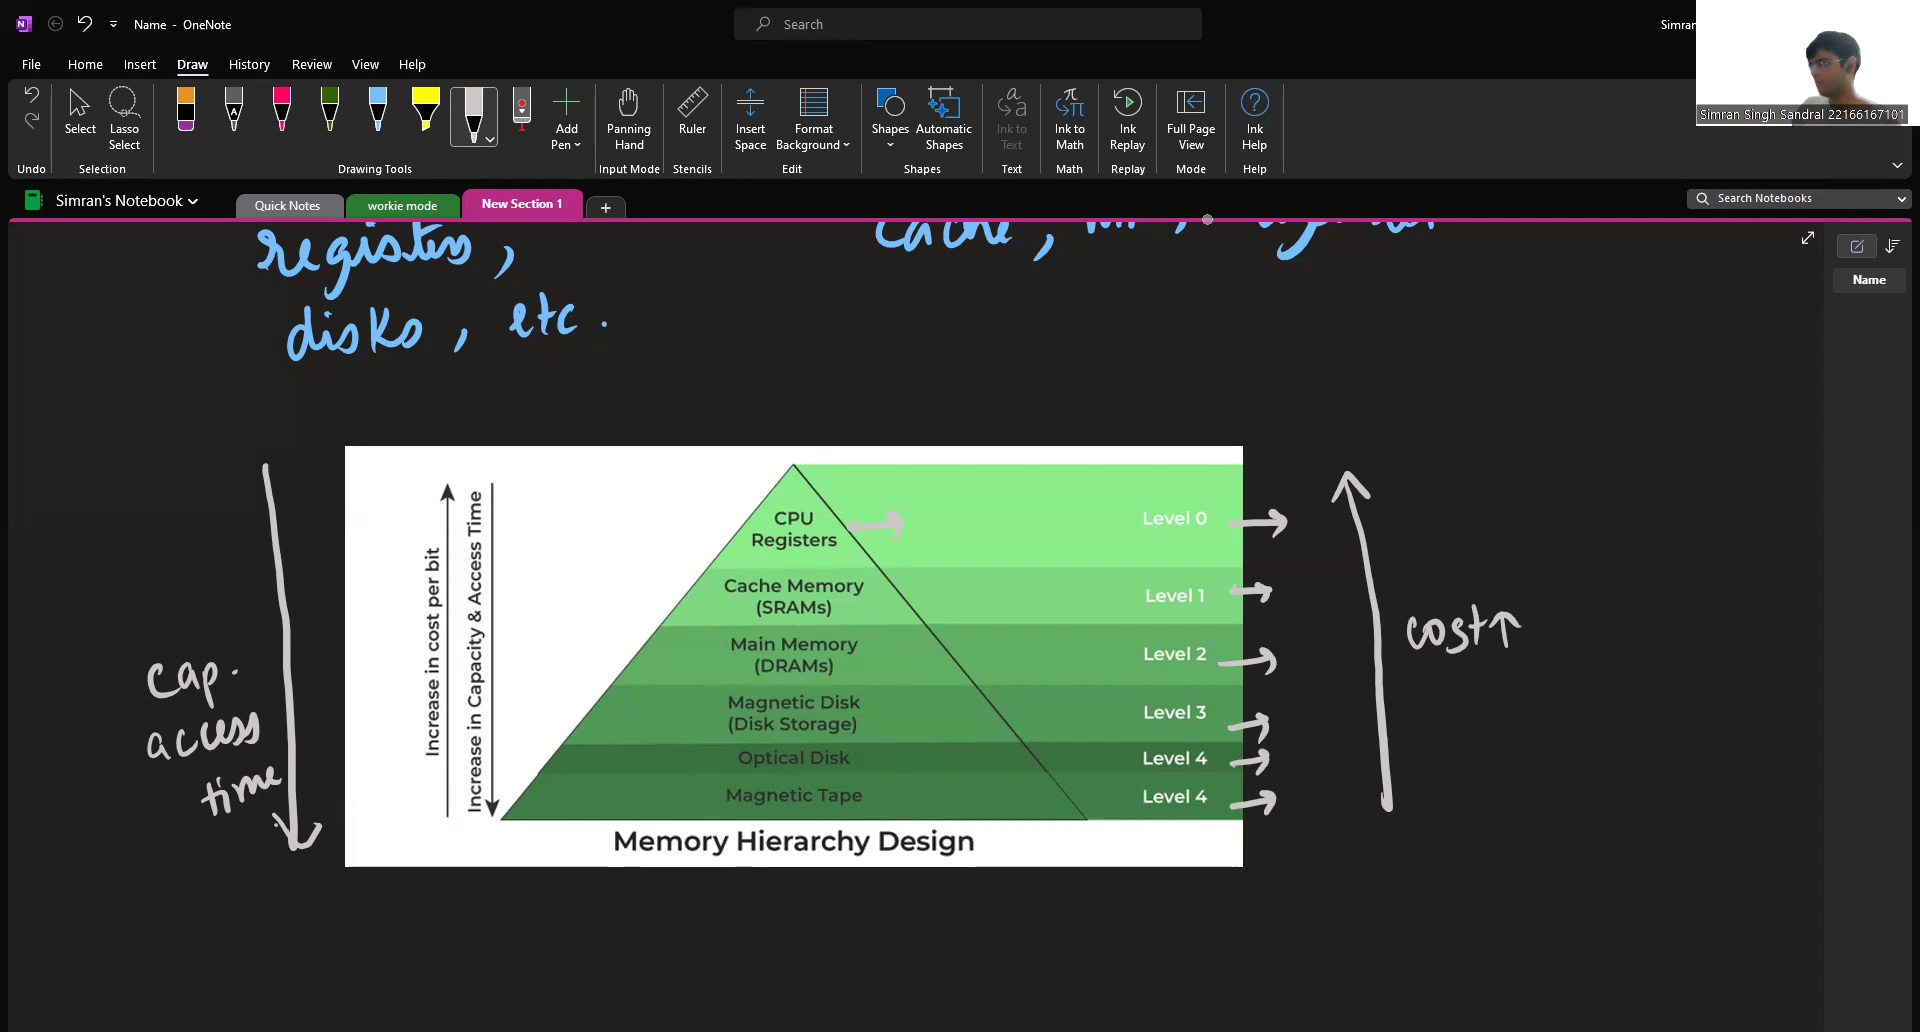 Name - OneNote
Search
Simran
File Home Insert Draw History Review View Help
Undo
Select
Lasso Select
Selection
A
Drawing Tools
Add Pen
Panning Hand
Input Mode
Ruler
Stencils
Insert Space
Format Background
Edit
Shapes
Automatic Shapes
Shapes
Ink to Text
Text
Ink to Math
Math
Ink Replay
Replay
Full Page View
Mode
Ink Help
Help
Simran Singh Sandral 22166167101
Simran's Notebook
Quick Notes
workie mode
New Section 1
Search Notebooks
Name
registers,
cache,
disks, etc.
CPU Registers
Level 0
Cache Memory (SRAMs)
Level 1
Main Memory (DRAMs)
Level 2
Magnetic Disk (Disk Storage)
Level 3
Optical Disk
Level 4
Magnetic Tape
Level 4
Increase in cost per bit
Increase in Capacity & Access Time
Memory Hierarchy Design
cap.
access
time
cost↑